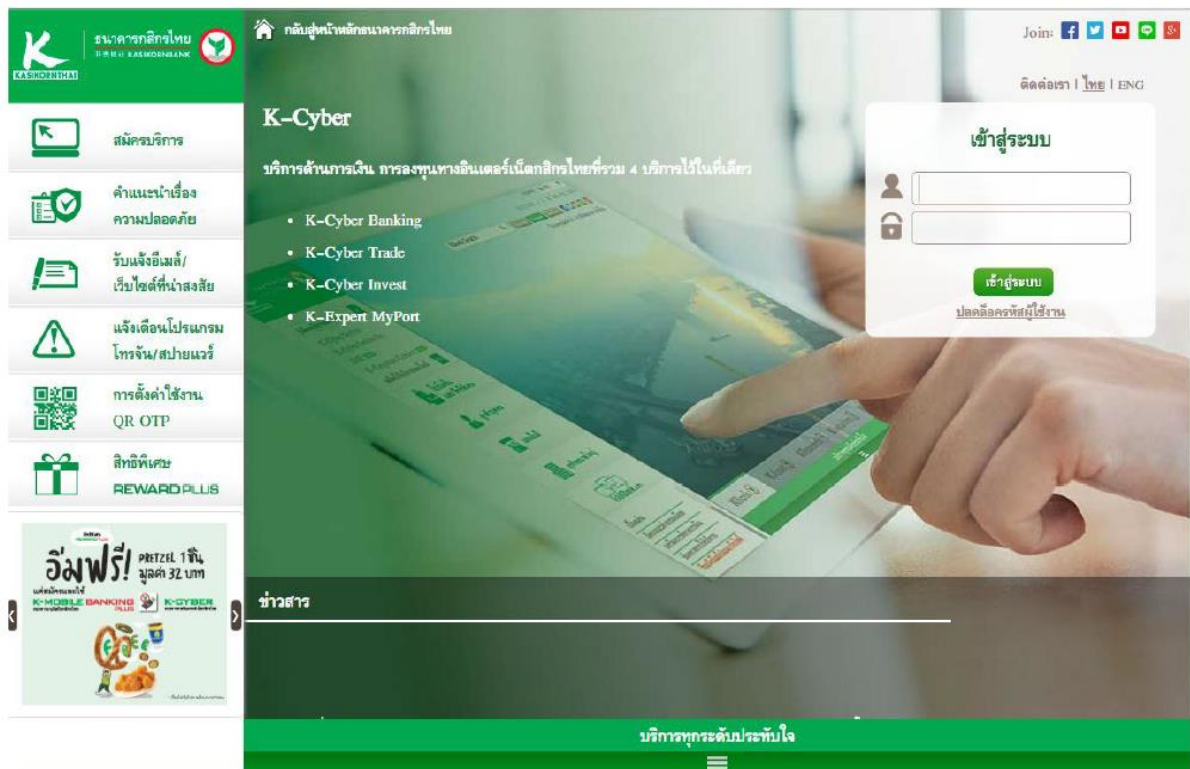 K
KASIKORNTHAI
ธนาคารกสิกรไทย
开泰银行 KASIKORNBANK
กลับสู่หน้าหลักธนาคารกสิกรไทย
Join:
ติดต่อเรา | ไทย | ENG
สมัครบริการ
คำแนะนำเรื่อง
ความปลอดภัย
รับแจ้งอีเมล์/
เว็บไซต์ที่น่าสงสัย
แจ้งเตือนโปรแกรม
โทรจัน/สปายแวร์
การตั้งค่าใช้งาน
QR OTP
สิทธิพิเศษ
REWARD PLUS
อิ่มฟรี! PRETZEL 1 ชิ้น
มูลค่า 32 บาท
K-MOBILE BANKING PLUS
K-CYBER
K-Cyber
บริการด้านการเงิน การลงทุนทางอินเตอร์เน็ตกสิกรไทยที่รวม 4 บริการไว้ในที่เดียว
• K-Cyber Banking
• K-Cyber Trade
• K-Cyber Invest
• K-Expert MyPort
เข้าสู่ระบบ
เข้าสู่ระบบ
ปลดล็อครหัสผู้ใช้งาน
ข่าวสาร
บริการทุกระดับประทับใจ